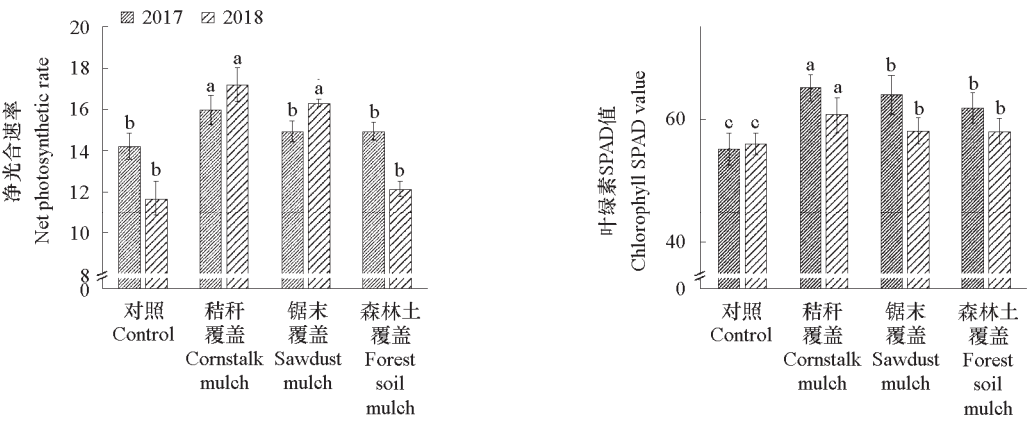 20
18
16
14
12
10
8
0
净光合速率
Net photosynthetic rate
2017 2018
b b a a b a b b
对照
Control
秸秆
覆盖
Cornstalk
mulch
锯末
覆盖
Sawdust
mulch
森林土
覆盖
Forest
soil
mulch
60
40
0
叶绿素SPAD值
Chlorophyll SPAD value
c c a a b b b b
对照
Control
秸秆
覆盖
Cornstalk
mulch
锯末
覆盖
Sawdust
mulch
森林土
覆盖
Forest
soil
mulch